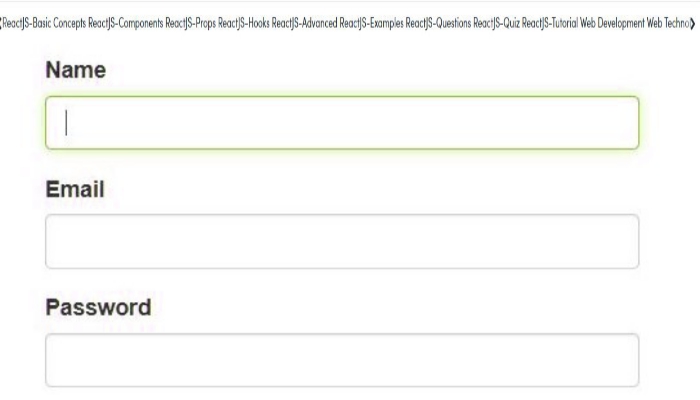 ReactJS-Basic Concepts ReactJS-Components ReactJS-Props ReactJS-Hooks ReactJS-Advanced ReactJS-Examples ReactJS-Questions ReactJS-Quiz ReactJS-Tutorial Web Development Web Techno
Name
Email
Password